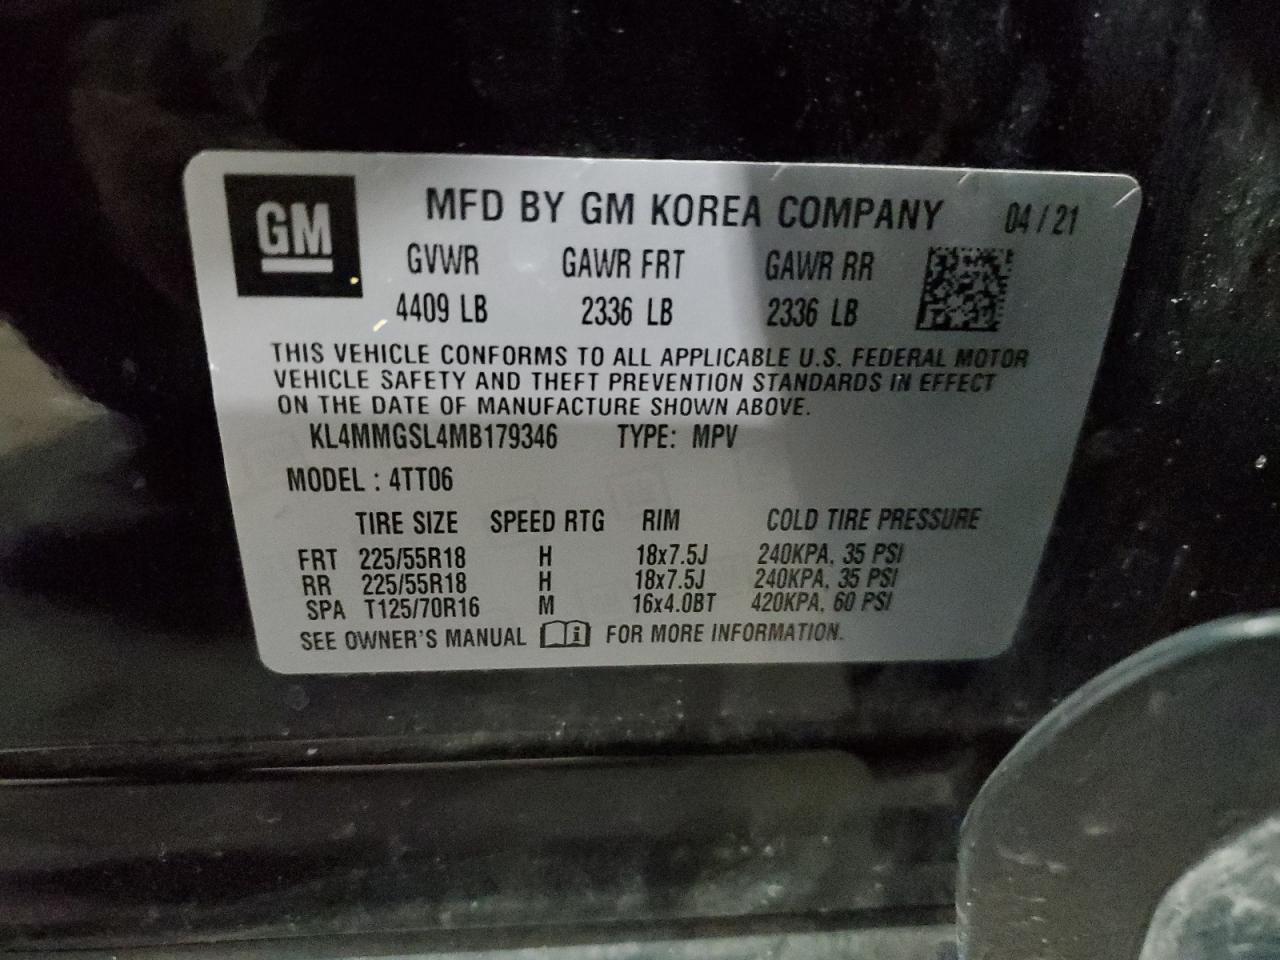 GM
MFD BY GM KOREA COMPANY 04/21
GVWR GAWR FRT GAWR RR
4409 LB 2336 LB 2336 LB
THIS VEHICLE CONFORMS TO ALL APPLICABLE U.S. FEDERAL MOTOR
VEHICLE SAFETY AND THEFT PREVENTION STANDARDS IN EFFECT
ON THE DATE OF MANUFACTURE SHOWN ABOVE.
KL4MMGSL4MB179346 TYPE: MPV
MODEL : 4TT06
TIRE SIZE SPEED RTG RIM COLD TIRE PRESSURE
FRT 225/55R18 H 18x7.5J 240KPA, 35 PSI
RR 225/55R18 H 18x7.5J 240KPA, 35 PSI
SPA T125/70R16 M 16x4.0BT 420KPA, 60 PSI
SEE OWNER'S MANUAL i FOR MORE INFORMATION.